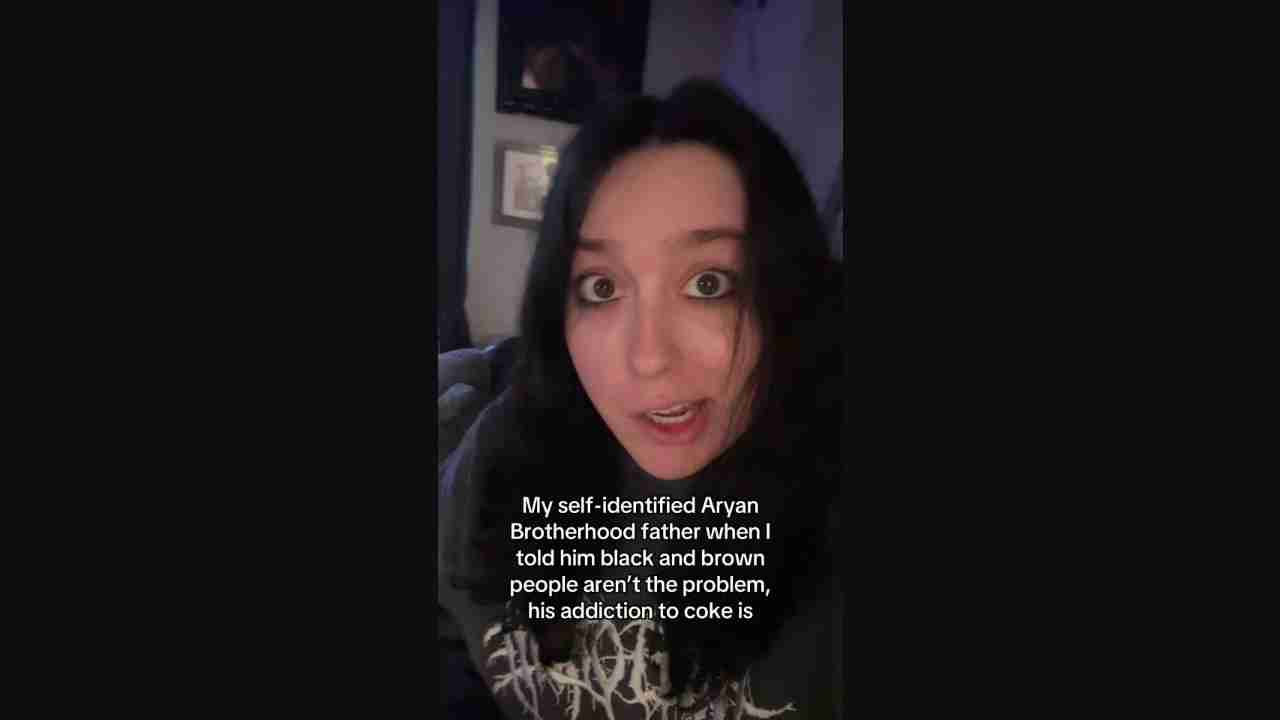 My self-identified Aryan
Brotherhood father when I
told him black and brown
people aren't the problem,
his addiction to coke is